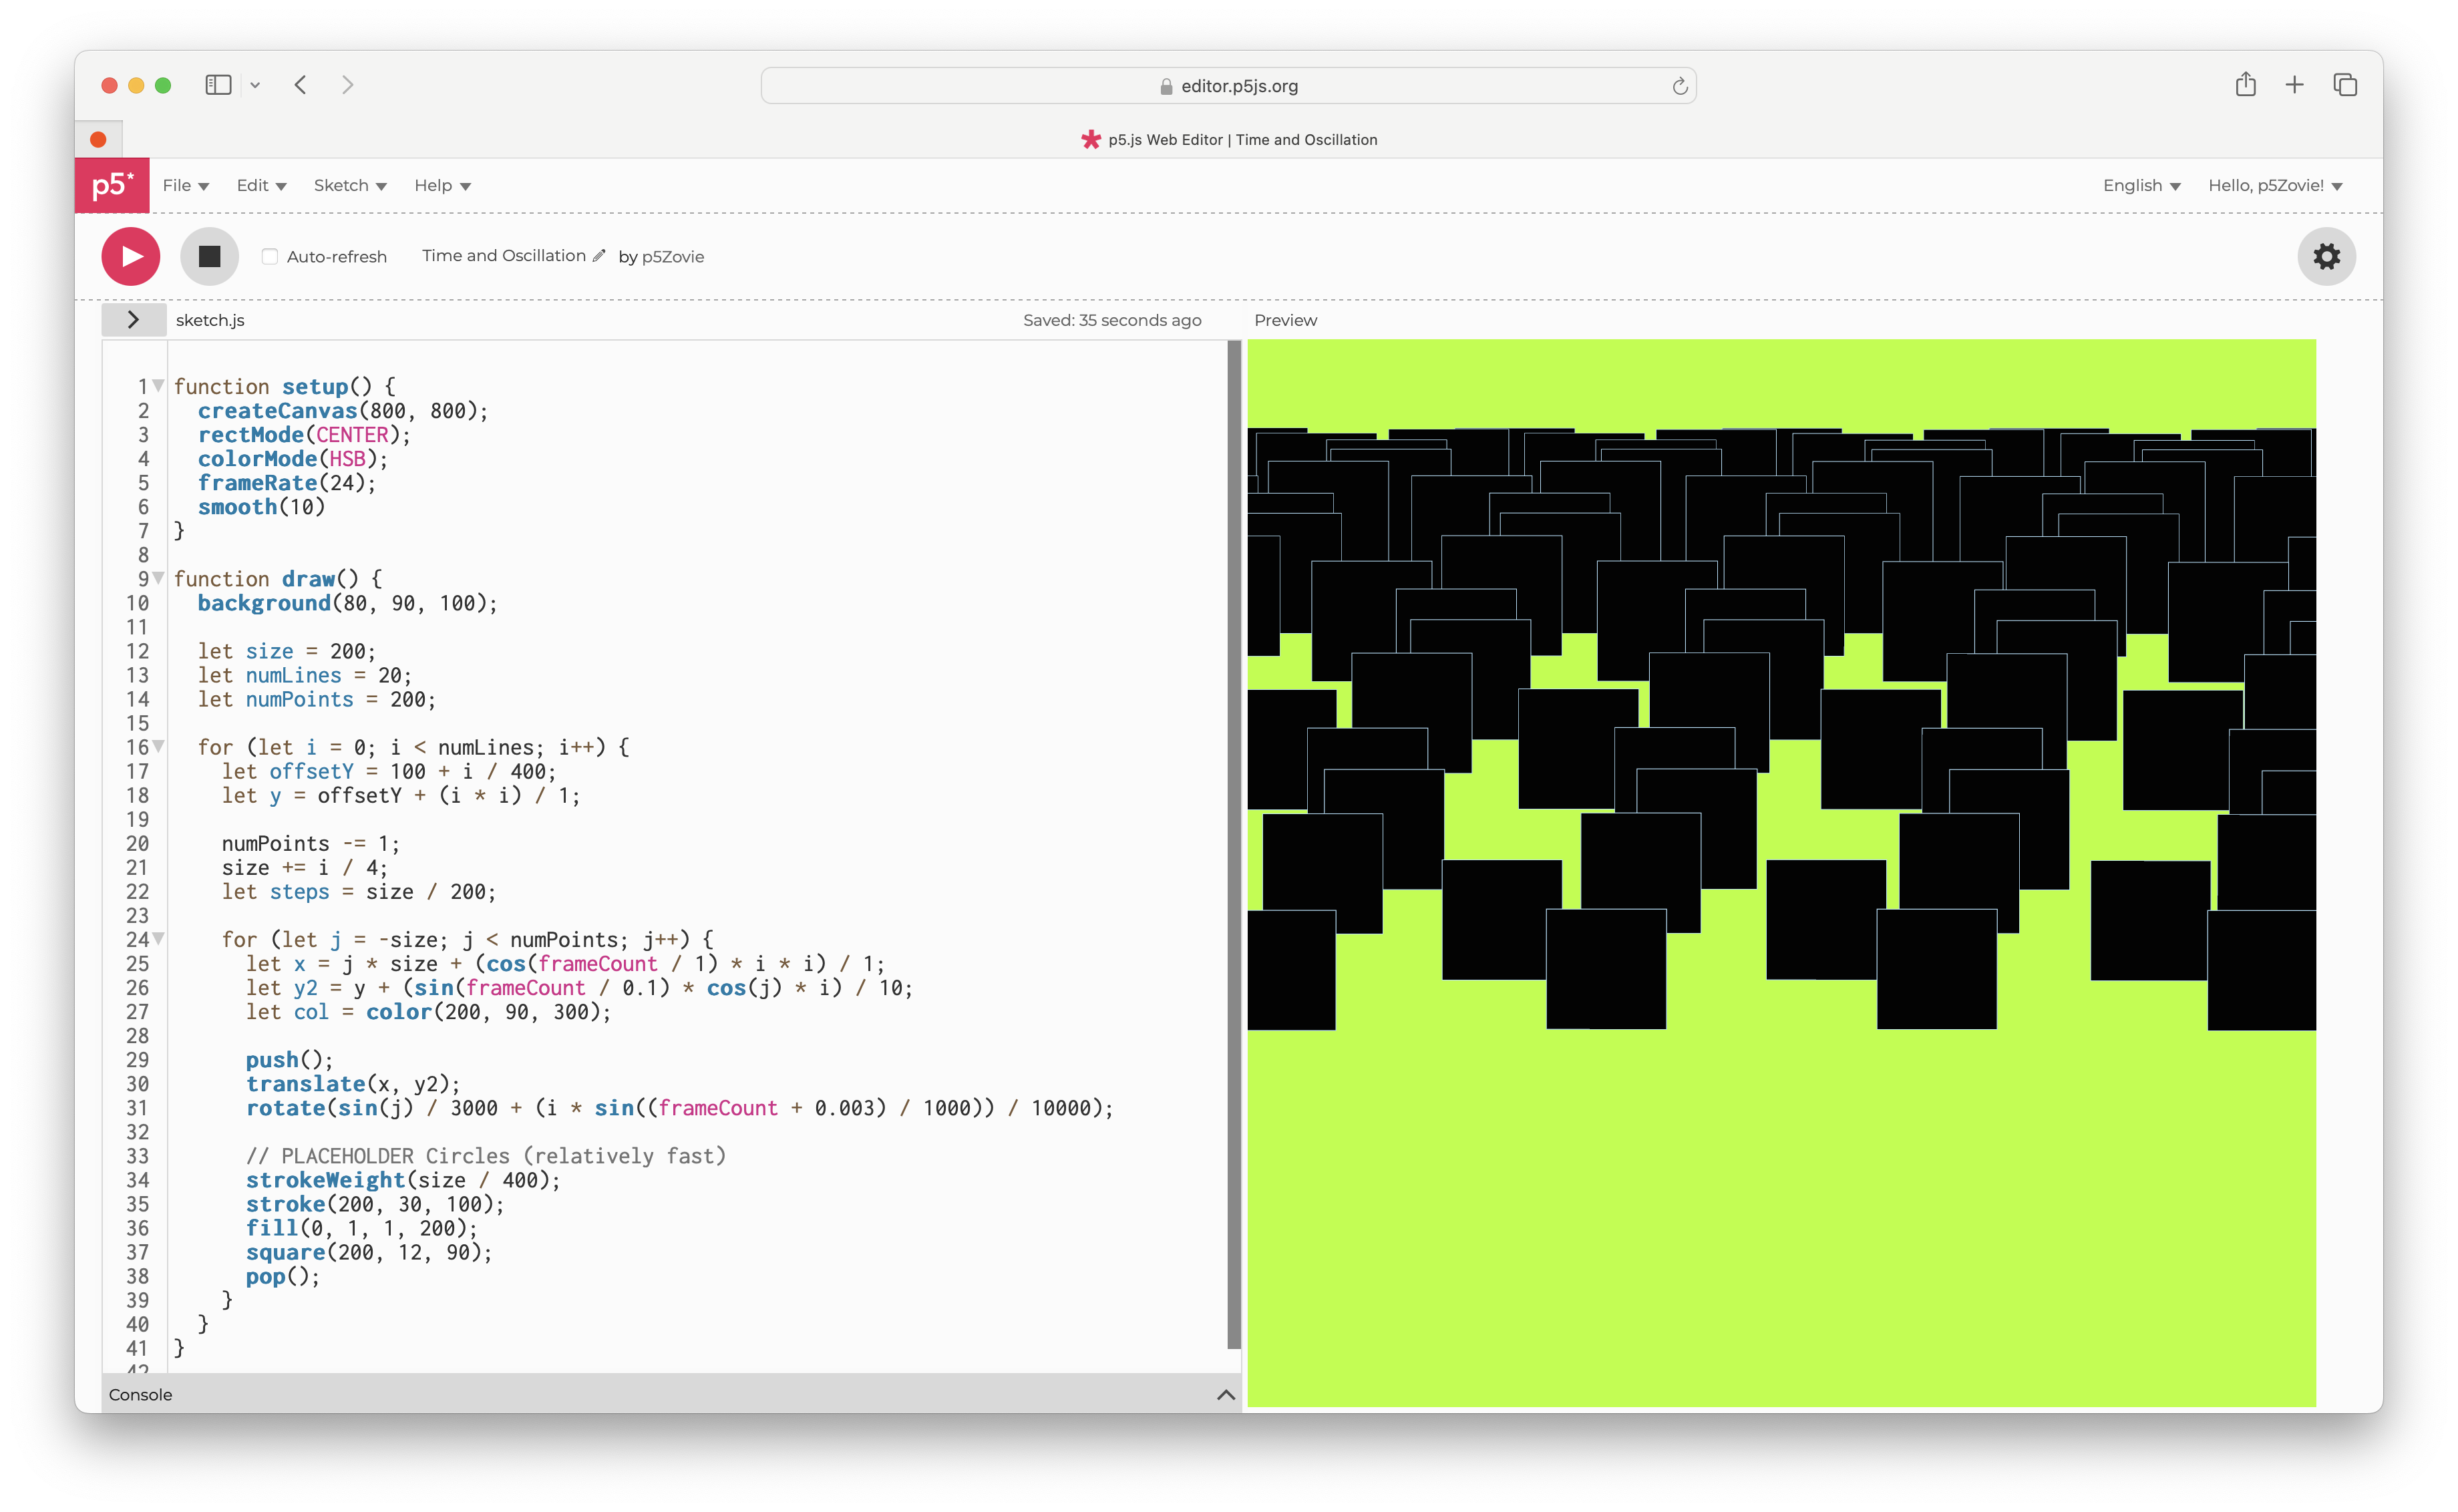 editor.p5js.org
p5.js Web Editor | Time and Oscillation
p5* File Edit Sketch Help English Hello, p5Zovie!
Auto-refresh Time and Oscillation by p5Zovie
sketch.js Saved: 35 seconds ago Preview
1 function setup() {
2 createCanvas(800, 800);
3 rectMode(CENTER);
4 colorMode(HSB);
5 frameRate(24);
6 smooth(10)
7 }
8
9 function draw() {
10 background(80, 90, 100);
11
12 let size = 200;
13 let numLines = 20;
14 let numPoints = 200;
15
16 for (let i = 0; i < numLines; i++) {
17 let offsetY = 100 + i / 400;
18 let y = offsetY + (i * i) / 1;
19
20 numPoints -= 1;
21 size += i / 4;
22 let steps = size / 200;
23
24 for (let j = -size; j < numPoints; j++) {
25 let x = j * size + (cos(frameCount / 1) * i * i) / 1;
26 let y2 = y + (sin(frameCount / 0.1) * cos(j) * i) / 10;
27 let col = color(200, 90, 300);
28
29 push();
30 translate(x, y2);
31 rotate(sin(j) / 3000 + (i * sin((frameCount + 0.003) / 1000)) / 10000);
32
33 // PLACEHOLDER Circles (relatively fast)
34 strokeWeight(size / 400);
35 stroke(200, 30, 100);
36 fill(0, 1, 1, 200);
37 square(200, 12, 90);
38 pop();
39 }
40 }
41 }
42
Console